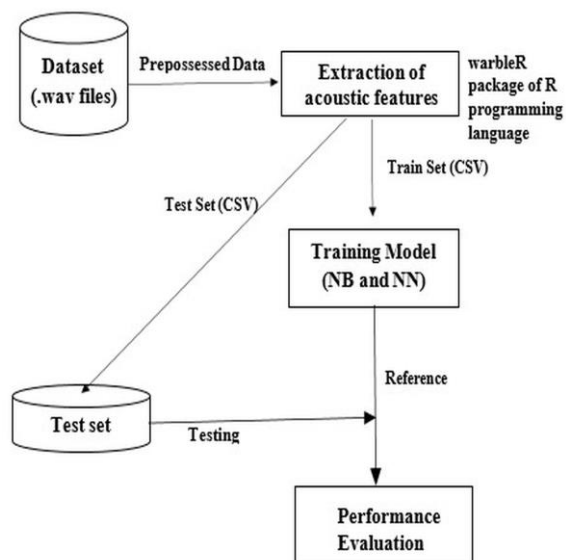 Dataset
(.wav files)
Prepossessed Data
Extraction of
acoustic features
warbleR
package of R
programming
language
Train Set (CSV)
Test Set (CSV)
Training Model
(NB and NN)
Reference
Test set
Testing
Performance
Evaluation